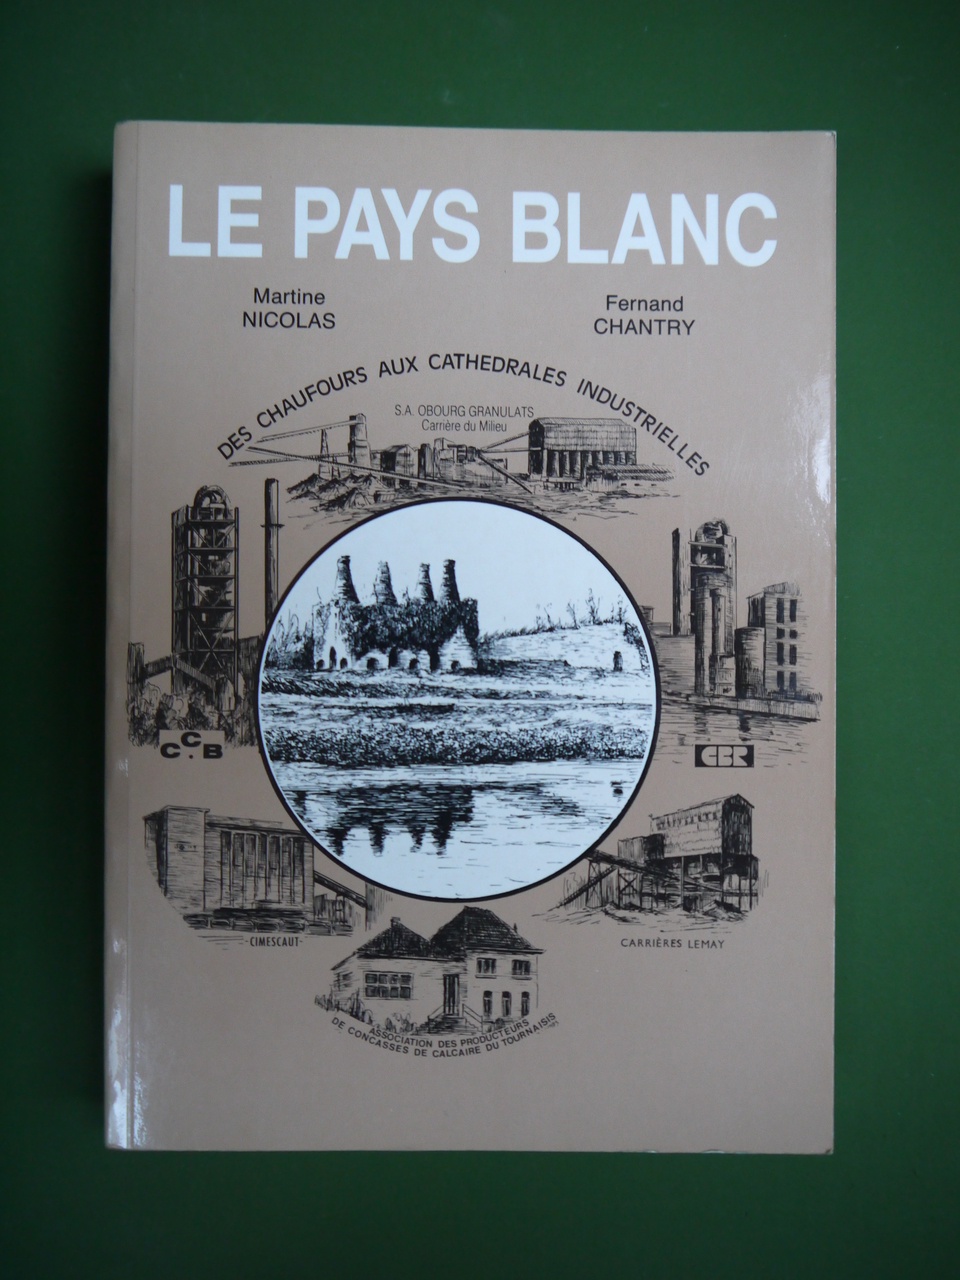 LE PAYS BLANC
Martine
NICOLAS
Fernand
CHANTRY
DES CHAUFOURS AUX CATHEDRALES INDUSTRIELLES
S.A. OBOURG GRANULATS
Carrière du Milieu
C.C.B
CBR
-CIMESCAUT-
CARRIÈRES LEMAY
ASSOCIATION DES PRODUCTEURS
DE CONCASSES DE CALCAIRE DU TOURNAISIS